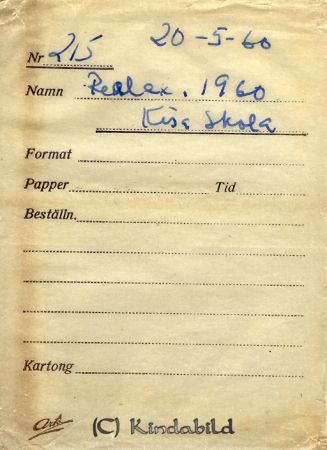 20-5-60
Nr 215
Namn Realex. 1960
Kisa Skola
Format
Papper Tid
Beställn.
Kartong
(C) Kindabild